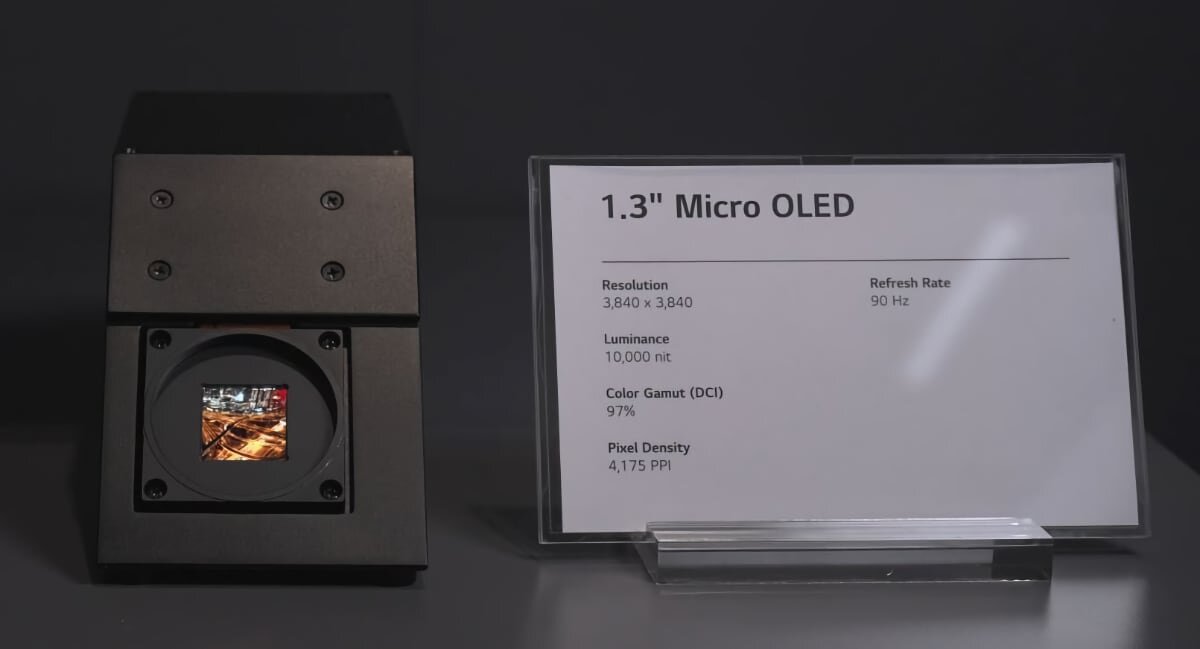 1.3" Micro OLED
Resolution
3,840 x 3,840
Refresh Rate
90 Hz
Luminance
10,000 nit
Color Gamut (DCI)
97%
Pixel Density
4,175 PPI